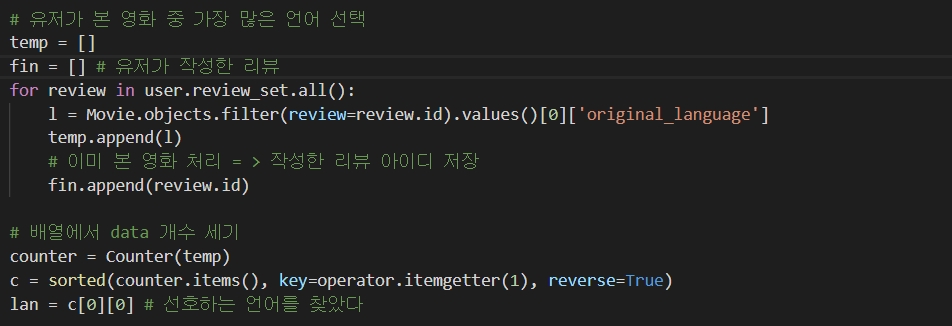 # 유저가 본 영화 중 가장 많은 언어 선택
temp = []
fin = [] # 유저가 작성한 리뷰
for review in user.review_set.all():
    l = Movie.objects.filter(review=review.id).values()[0]['original_language']
    temp.append(l)
    # 이미 본 영화 처리 = > 작성한 리뷰 아이디 저장
    fin.append(review.id)

# 배열에서 data 개수 세기
counter = Counter(temp)
c = sorted(counter.items(), key=operator.itemgetter(1), reverse=True)
lan = c[0][0] # 선호하는 언어를 찾았다